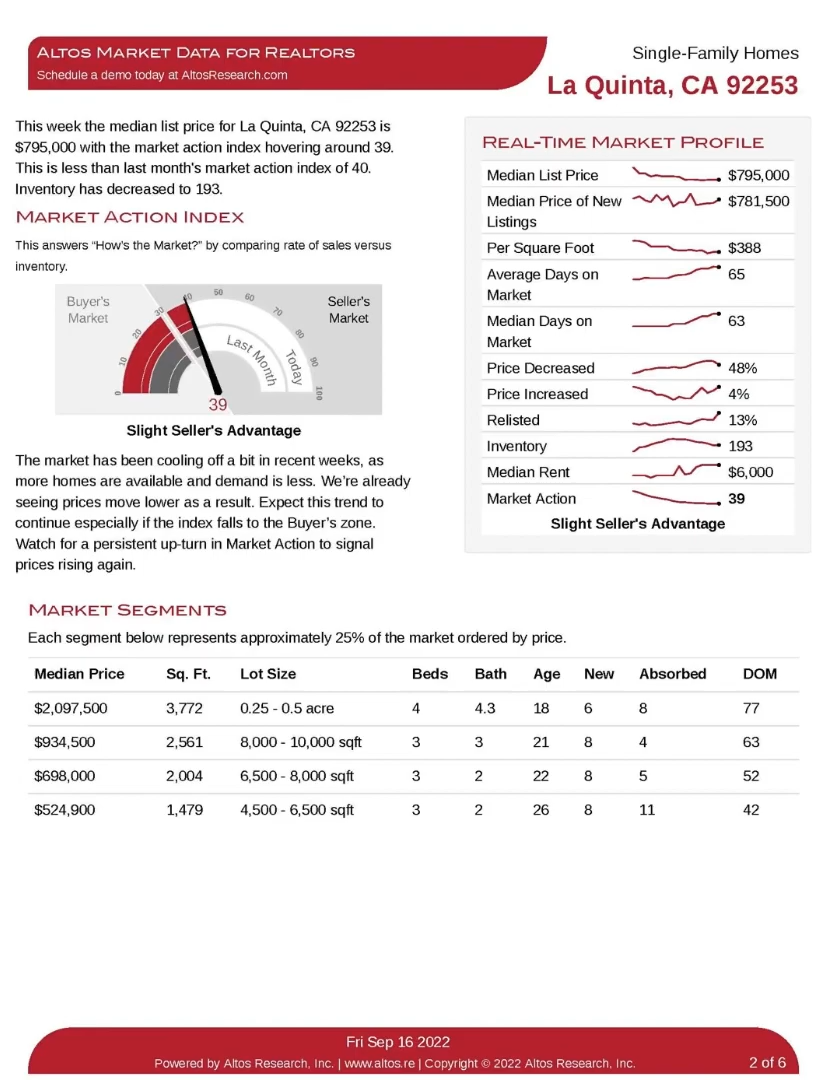 ALTOS MARKET DATA FOR REALTORS
Schedule a demo today at AltosResearch.com
Single-Family Homes
La Quinta, CA 92253
This week the median list price for La Quinta, CA 92253 is
$795,000 with the market action index hovering around 39.
This is less than last month's market action index of 40.
Inventory has decreased to 193.
MARKET ACTION INDEX
This answers “How's the Market?” by comparing rate of sales versus
inventory.
Buyer's
Market
Seller's
Market
0
10
20
30
40
50
60
70
80
90
100
Last Month
Today
39
Slight Seller's Advantage
The market has been cooling off a bit in recent weeks, as
more homes are available and demand is less. We’re already
seeing prices move lower as a result. Expect this trend to
continue especially if the index falls to the Buyer’s zone.
Watch for a persistent up-turn in Market Action to signal
prices rising again.
REAL-TIME MARKET PROFILE
Median List Price $795,000
Median Price of New $781,500
Listings
Per Square Foot $388
Average Days on 65
Market
Median Days on 63
Market
Price Decreased 48%
Price Increased 4%
Relisted 13%
Inventory 193
Median Rent $6,000
Market Action 39
Slight Seller's Advantage
MARKET SEGMENTS
Each segment below represents approximately 25% of the market ordered by price.
Median Price Sq. Ft. Lot Size Beds Bath Age New Absorbed DOM
$2,097,500 3,772 0.25 - 0.5 acre 4 4.3 18 6 8 77
$934,500 2,561 8,000 - 10,000 sqft 3 3 21 8 4 63
$698,000 2,004 6,500 - 8,000 sqft 3 2 22 8 5 52
$524,900 1,479 4,500 - 6,500 sqft 3 2 26 8 11 42
Fri Sep 16 2022
Powered by Altos Research, Inc. | www.altos.re | Copyright © 2022 Altos Research, Inc.
2 of 6